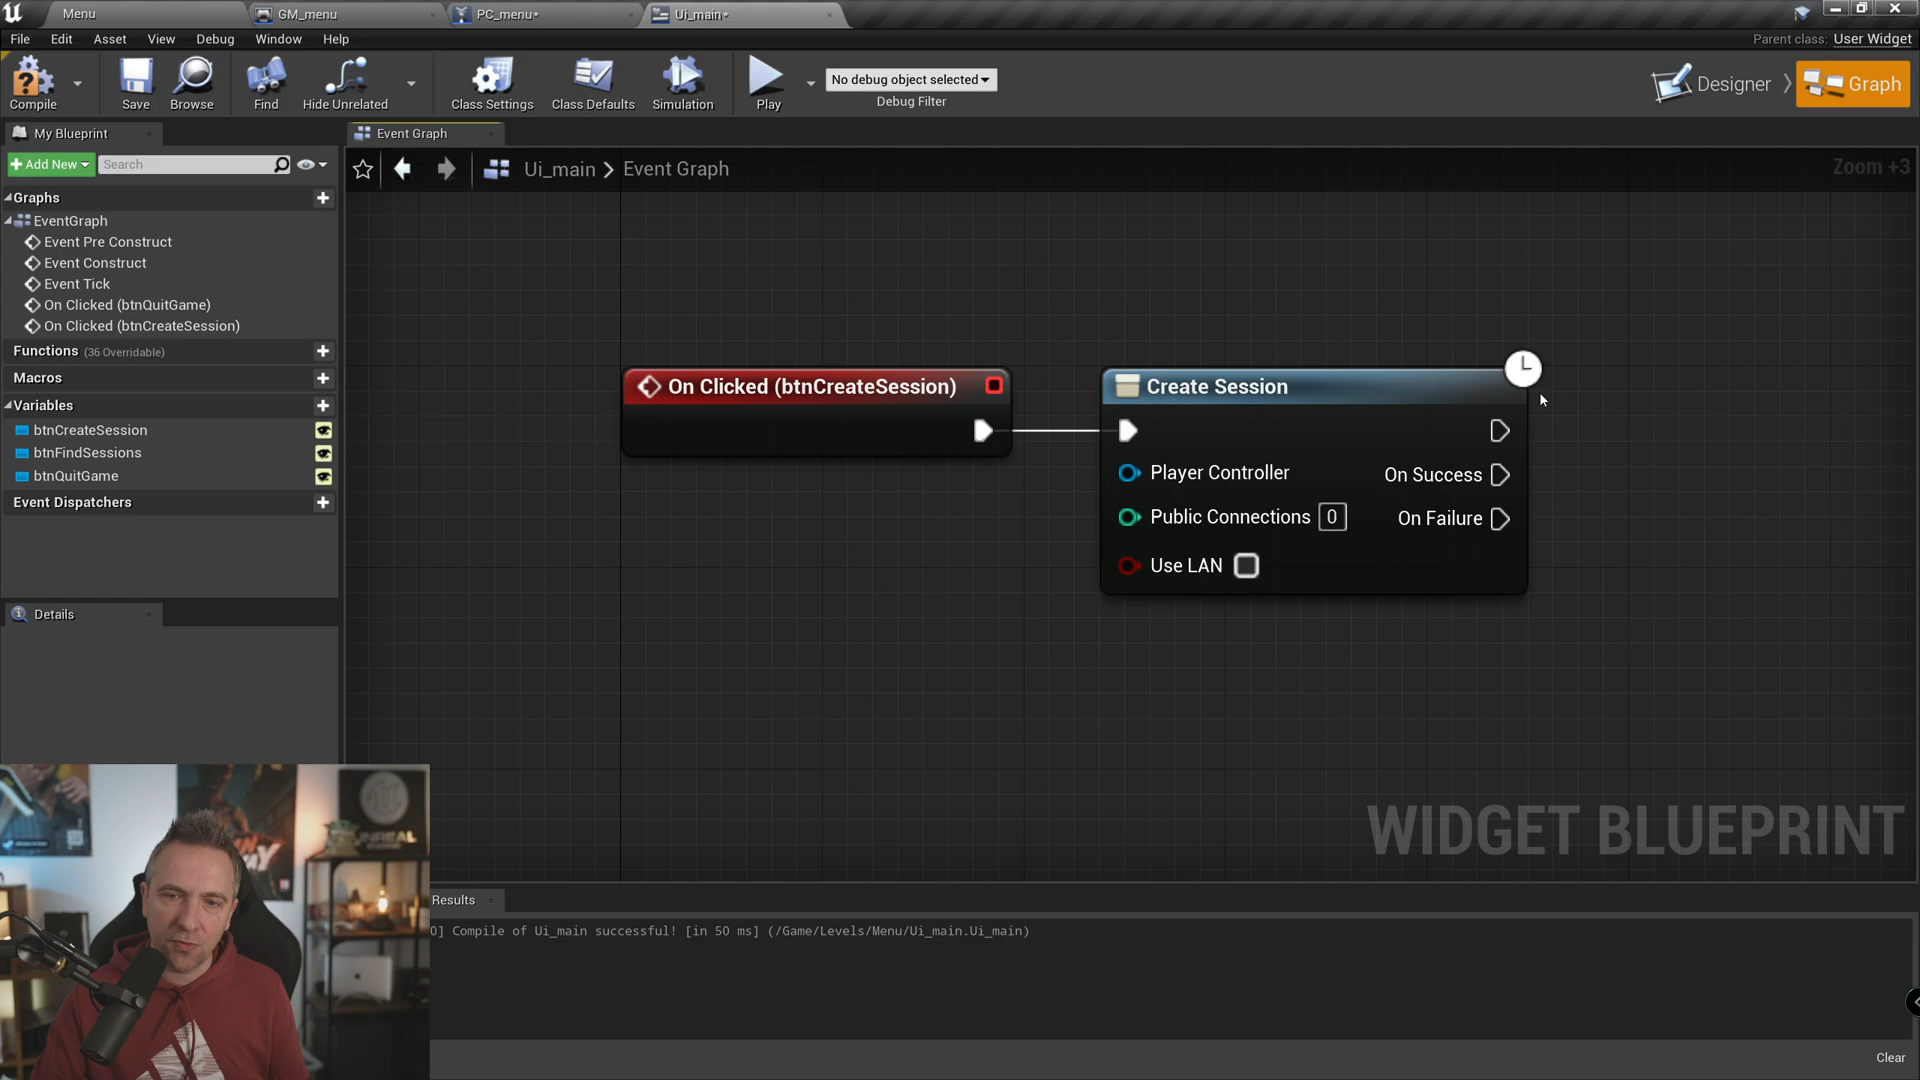 Menu
GM_menu
PC_menu*
Ui_main*
File Edit Asset View Debug Window Help
Parent class: User Widget
Compile
Save
Browse
Find
Hide Unrelated
Class Settings
Class Defaults
Simulation
Play
No debug object selected
Debug Filter
Designer
Graph
My Blueprint
Event Graph
Add New
Search
Ui_main > Event Graph
Zoom +3
Graphs
EventGraph
Event Pre Construct
Event Construct
Event Tick
On Clicked (btnQuitGame)
On Clicked (btnCreateSession)
Functions (36 Overridable)
Macros
Variables
btnCreateSession
btnFindSessions
btnQuitGame
Event Dispatchers
Details
On Clicked (btnCreateSession)
Create Session
Player Controller
On Success
Public Connections 0
On Failure
Use LAN
WIDGET BLUEPRINT
Results
0] Compile of Ui_main successful! [in 50 ms] (/Game/Levels/Menu/Ui_main.Ui_main)
Clear